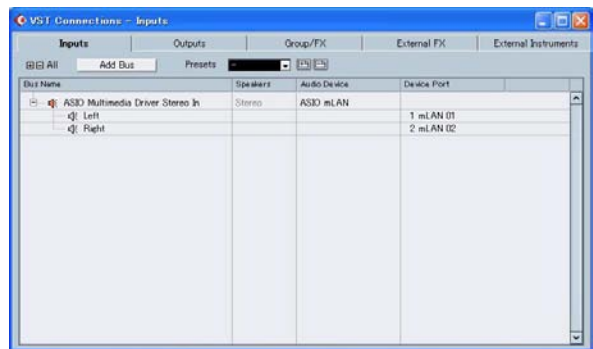 VST Connections - Inputs
Inputs Outputs Group/FX External FX External Instruments
All Add Bus Presets -
Bus Name Speakers Audio Device Device Port
ASIO Multimedia Driver Stereo In Stereo ASIO mLAN
Left 1 mLAN 01
Right 2 mLAN 02